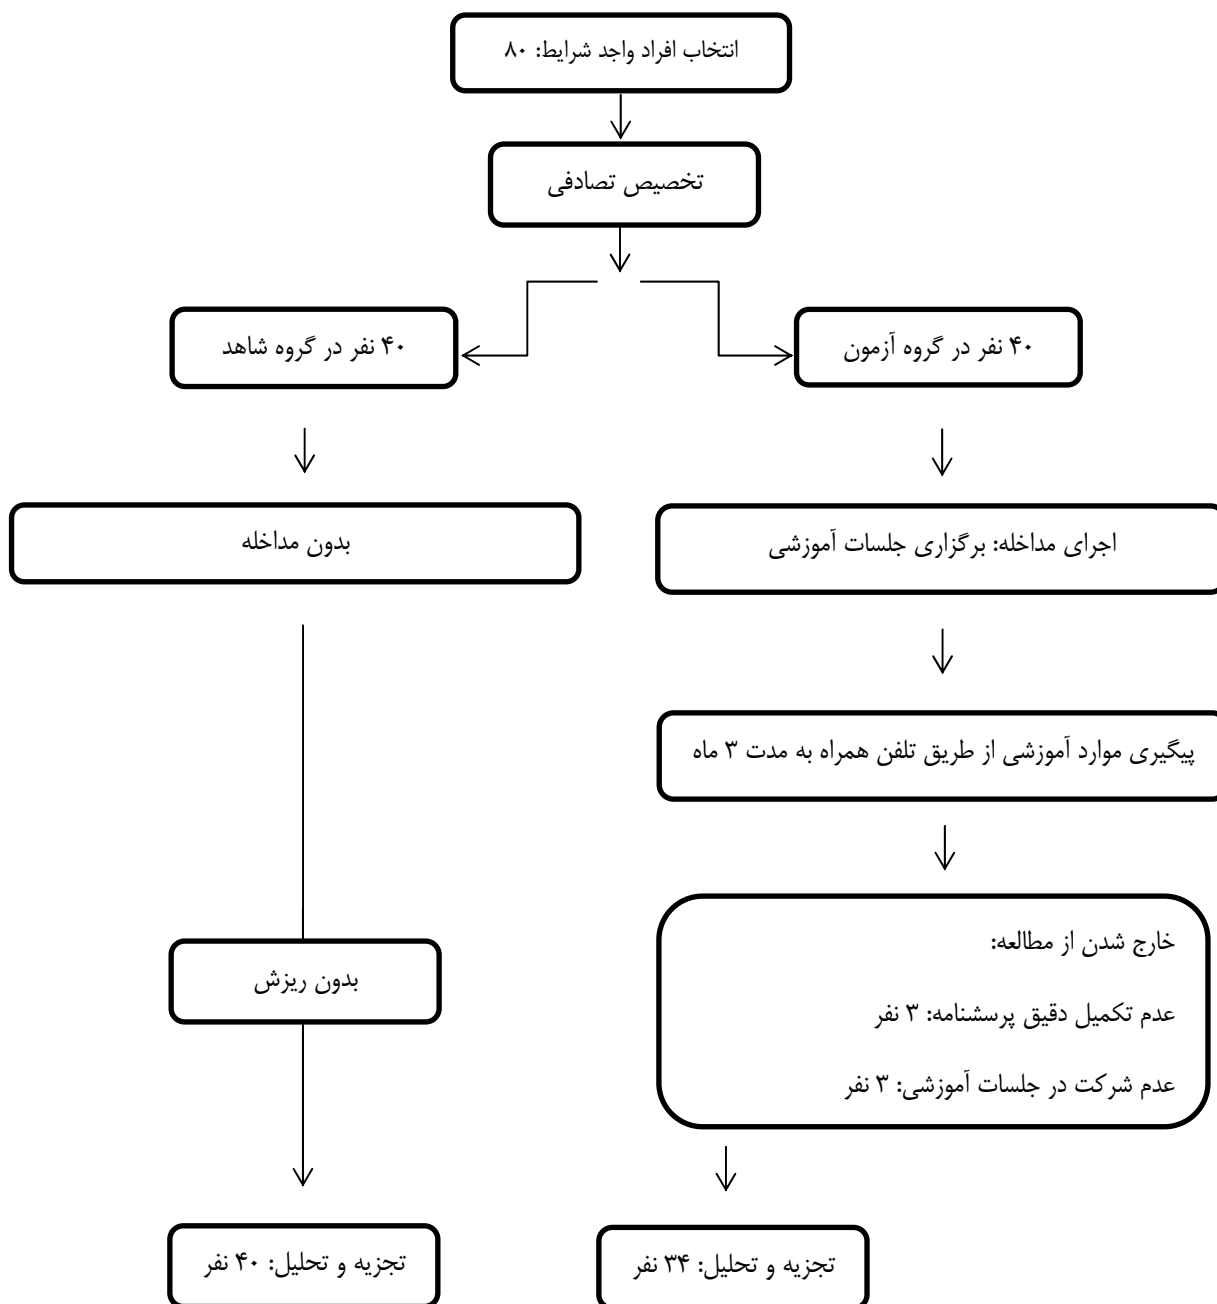 انتخاب افراد واجد شرایط: ۸۰
تخصیص تصادفی
۴۰ نفر در گروه آزمون
۴۰ نفر در گروه شاهد
اجرای مداخله: برگزاری جلسات آموزشی
بدون مداخله
پیگیری موارد آموزشی از طریق تلفن همراه به مدت ۳ ماه
خارج شدن از مطالعه:
عدم تکمیل دقیق پرسشنامه: ۳ نفر
عدم شرکت در جلسات آموزشی: ۳ نفر
بدون ریزش
تجزیه و تحلیل: ۳۴ نفر
تجزیه و تحلیل: ۴۰ نفر